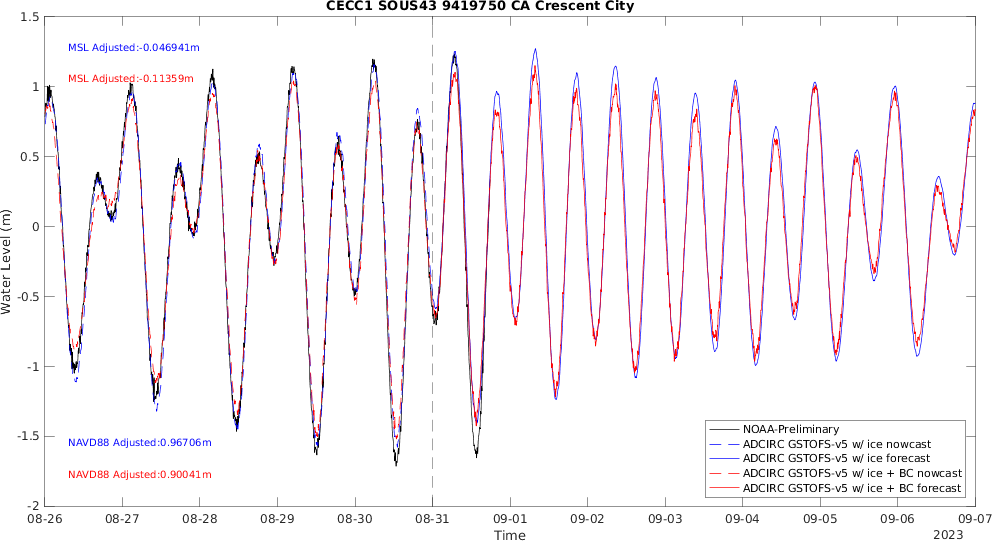 CECC1 SOUS43 9419750 CA Crescent City
1.5
1
0.5
0
-0.5
-1
-1.5
-2
Water Level (m)
MSL Adjusted:-0.046941m
MSL Adjusted:-0.11359m
NAVD88 Adjusted:0.96706m
NAVD88 Adjusted:0.90041m
NOAA-Preliminary
ADCIRC GSTOFS-v5 w/ ice nowcast
ADCIRC GSTOFS-v5 w/ ice forecast
ADCIRC GSTOFS-v5 w/ ice + BC nowcast
ADCIRC GSTOFS-v5 w/ ice + BC forecast
08-26 08-27 08-28 08-29 08-30 08-31 09-01 09-02 09-03 09-04 09-05 09-06 09-07
Time
2023